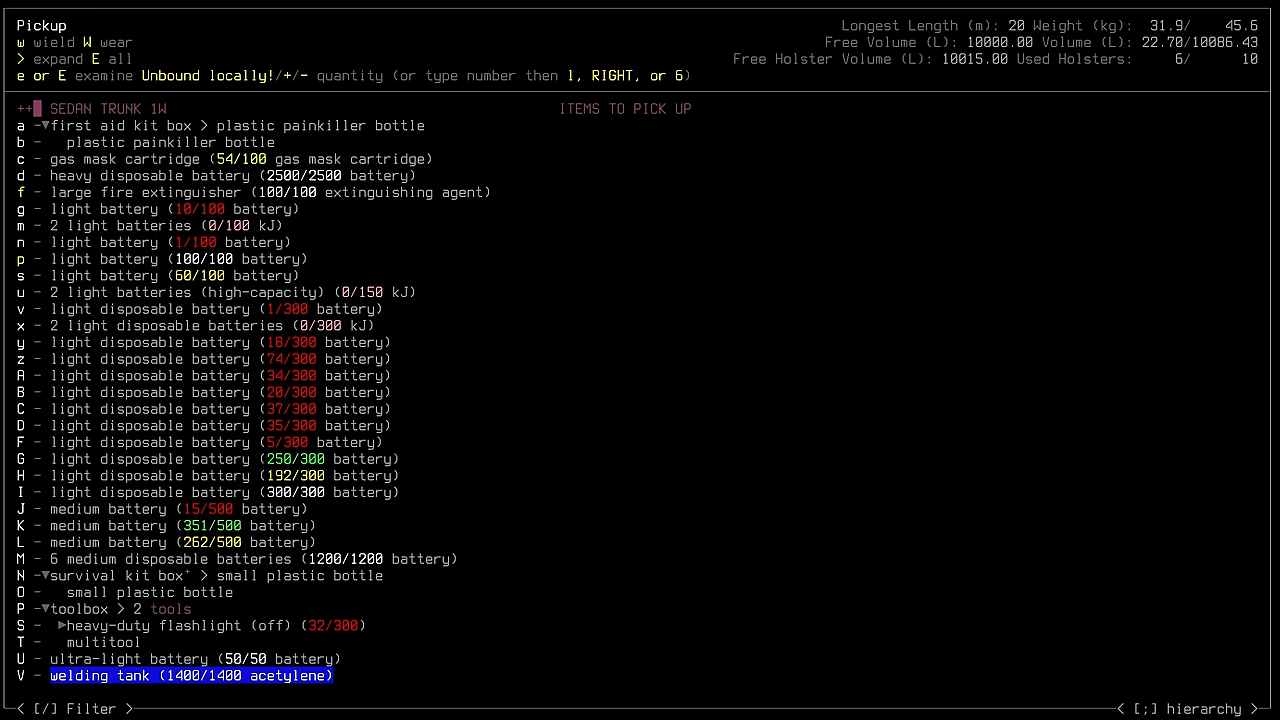 Pickup Longest Length (m): 20 Weight (kg): 31.9/ 45.6
w wield W wear Free Volume (L): 10000.00 Volume (L): 22.70/10086.43
> expand E all Free Holster Volume (L): 10015.00 Used Holsters: 6/ 10
e or E examine Unbound locally!/+/- quantity (or type number then l, RIGHT, or 6)
++ SEDAN TRUNK 1W ITEMS TO PICK UP
a -▼first aid kit box > plastic painkiller bottle
b - plastic painkiller bottle
c - gas mask cartridge (54/100 gas mask cartridge)
d - heavy disposable battery (2500/2500 battery)
f - large fire extinguisher (100/100 extinguishing agent)
g - light battery (10/100 battery)
m - 2 light batteries (0/100 kJ)
n - light battery (1/100 battery)
p - light battery (100/100 battery)
s - light battery (60/100 battery)
u - 2 light batteries (high-capacity) (0/150 kJ)
v - light disposable battery (1/300 battery)
x - 2 light disposable batteries (0/300 kJ)
y - light disposable battery (18/300 battery)
z - light disposable battery (74/300 battery)
A - light disposable battery (34/300 battery)
B - light disposable battery (20/300 battery)
C - light disposable battery (37/300 battery)
D - light disposable battery (35/300 battery)
F - light disposable battery (5/300 battery)
G - light disposable battery (250/300 battery)
H - light disposable battery (192/300 battery)
I - light disposable battery (300/300 battery)
J - medium battery (15/500 battery)
K - medium battery (351/500 battery)
L - medium battery (262/500 battery)
M - 6 medium disposable batteries (1200/1200 battery)
N -▼survival kit box⁺ > small plastic bottle
O - small plastic bottle
P -▼toolbox > 2 tools
S - ▶heavy-duty flashlight (off) (32/300)
T - multitool
U - ultra-light battery (50/50 battery)
V - welding tank (1400/1400 acetylene)
< [/] Filter > < [;] hierarchy >